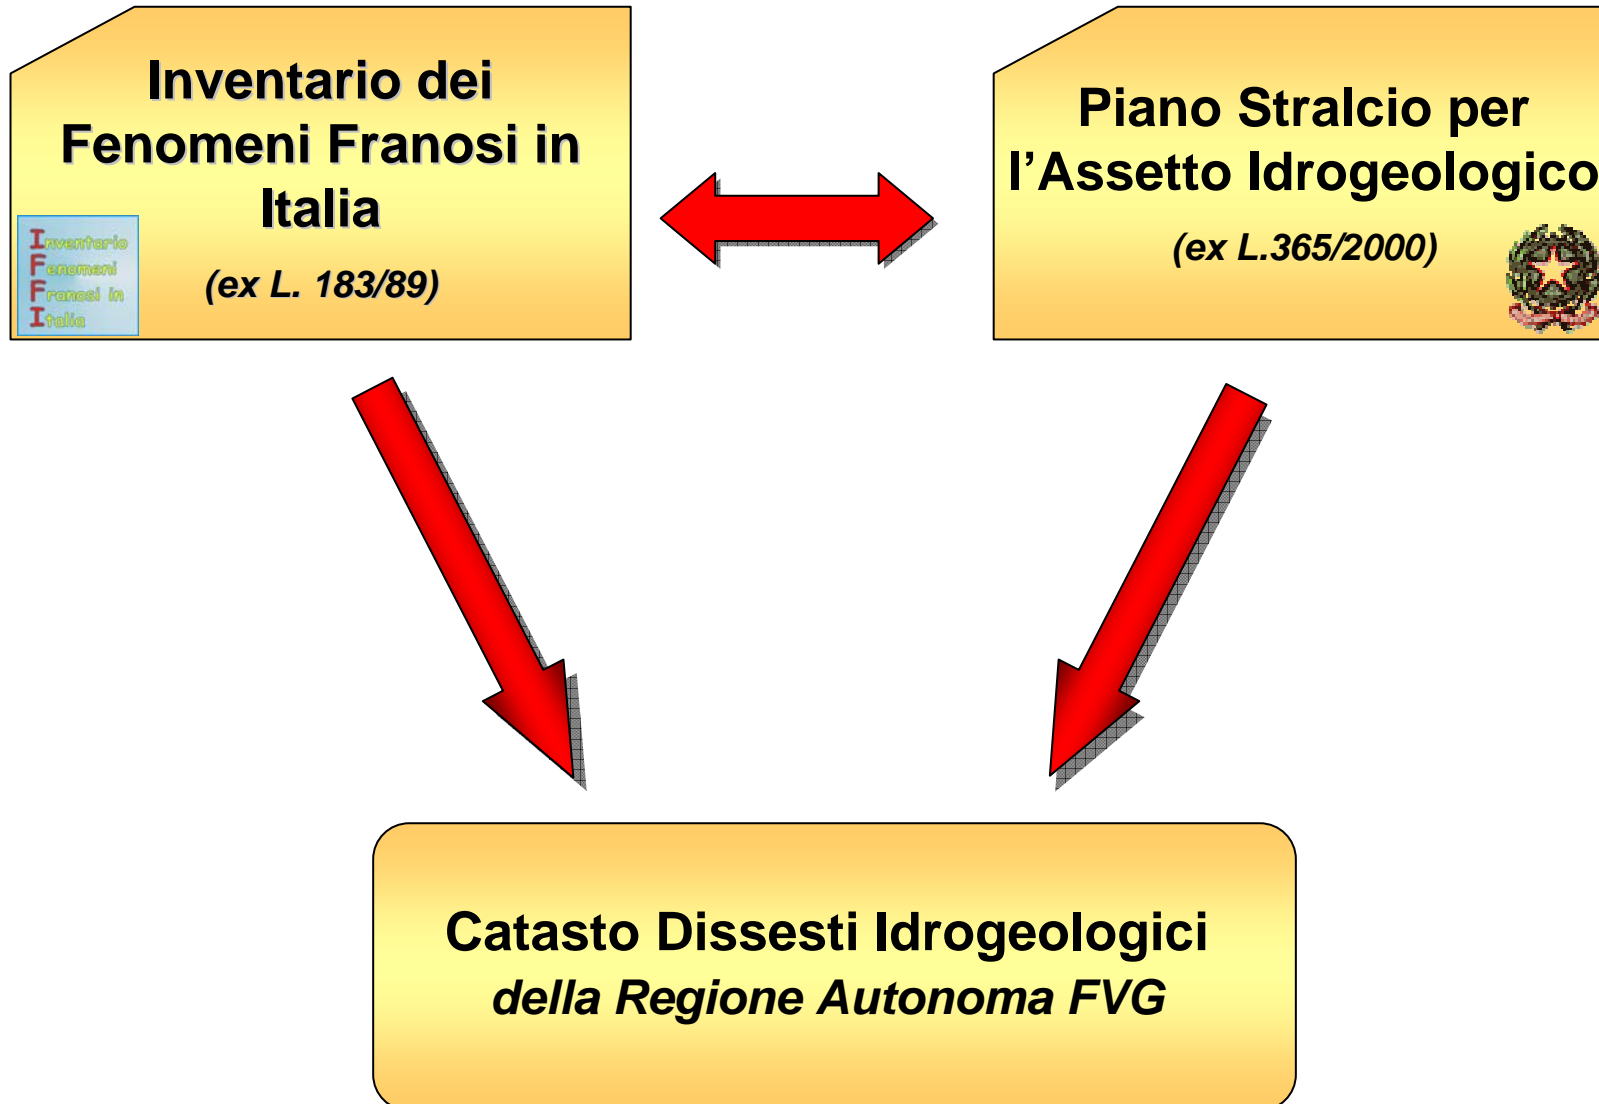 Inventario dei
Fenomeni Franosi in
Italia
(ex L. 183/89)
Inventario
Fenomeni
Franosi in
Italia
Piano Stralcio per
l’Assetto Idrogeologico
(ex L.365/2000)
Catasto Dissesti Idrogeologici
della Regione Autonoma FVG